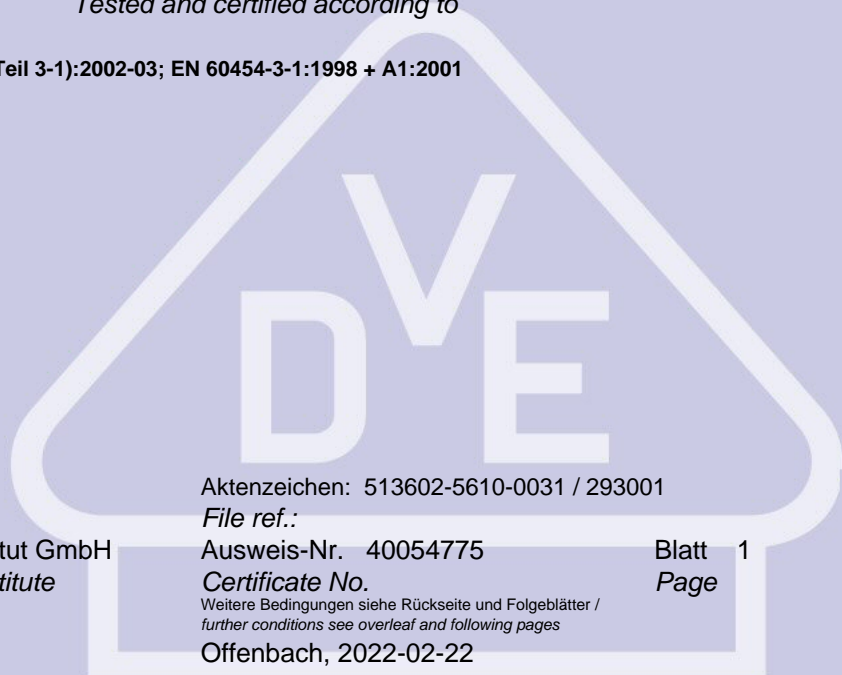 Tested and certified according to
Teil 3-1):2002-03; EN 60454-3-1:1998 + A1:2001
VDE
Aktenzeichen: 513602-5610-0031 / 293001
File ref.:
tut GmbH Ausweis-Nr. 40054775 Blatt 1
titute Certificate No. Page
Weitere Bedingungen siehe Rückseite und Folgeblätter /
further conditions see overleaf and following pages
Offenbach, 2022-02-22